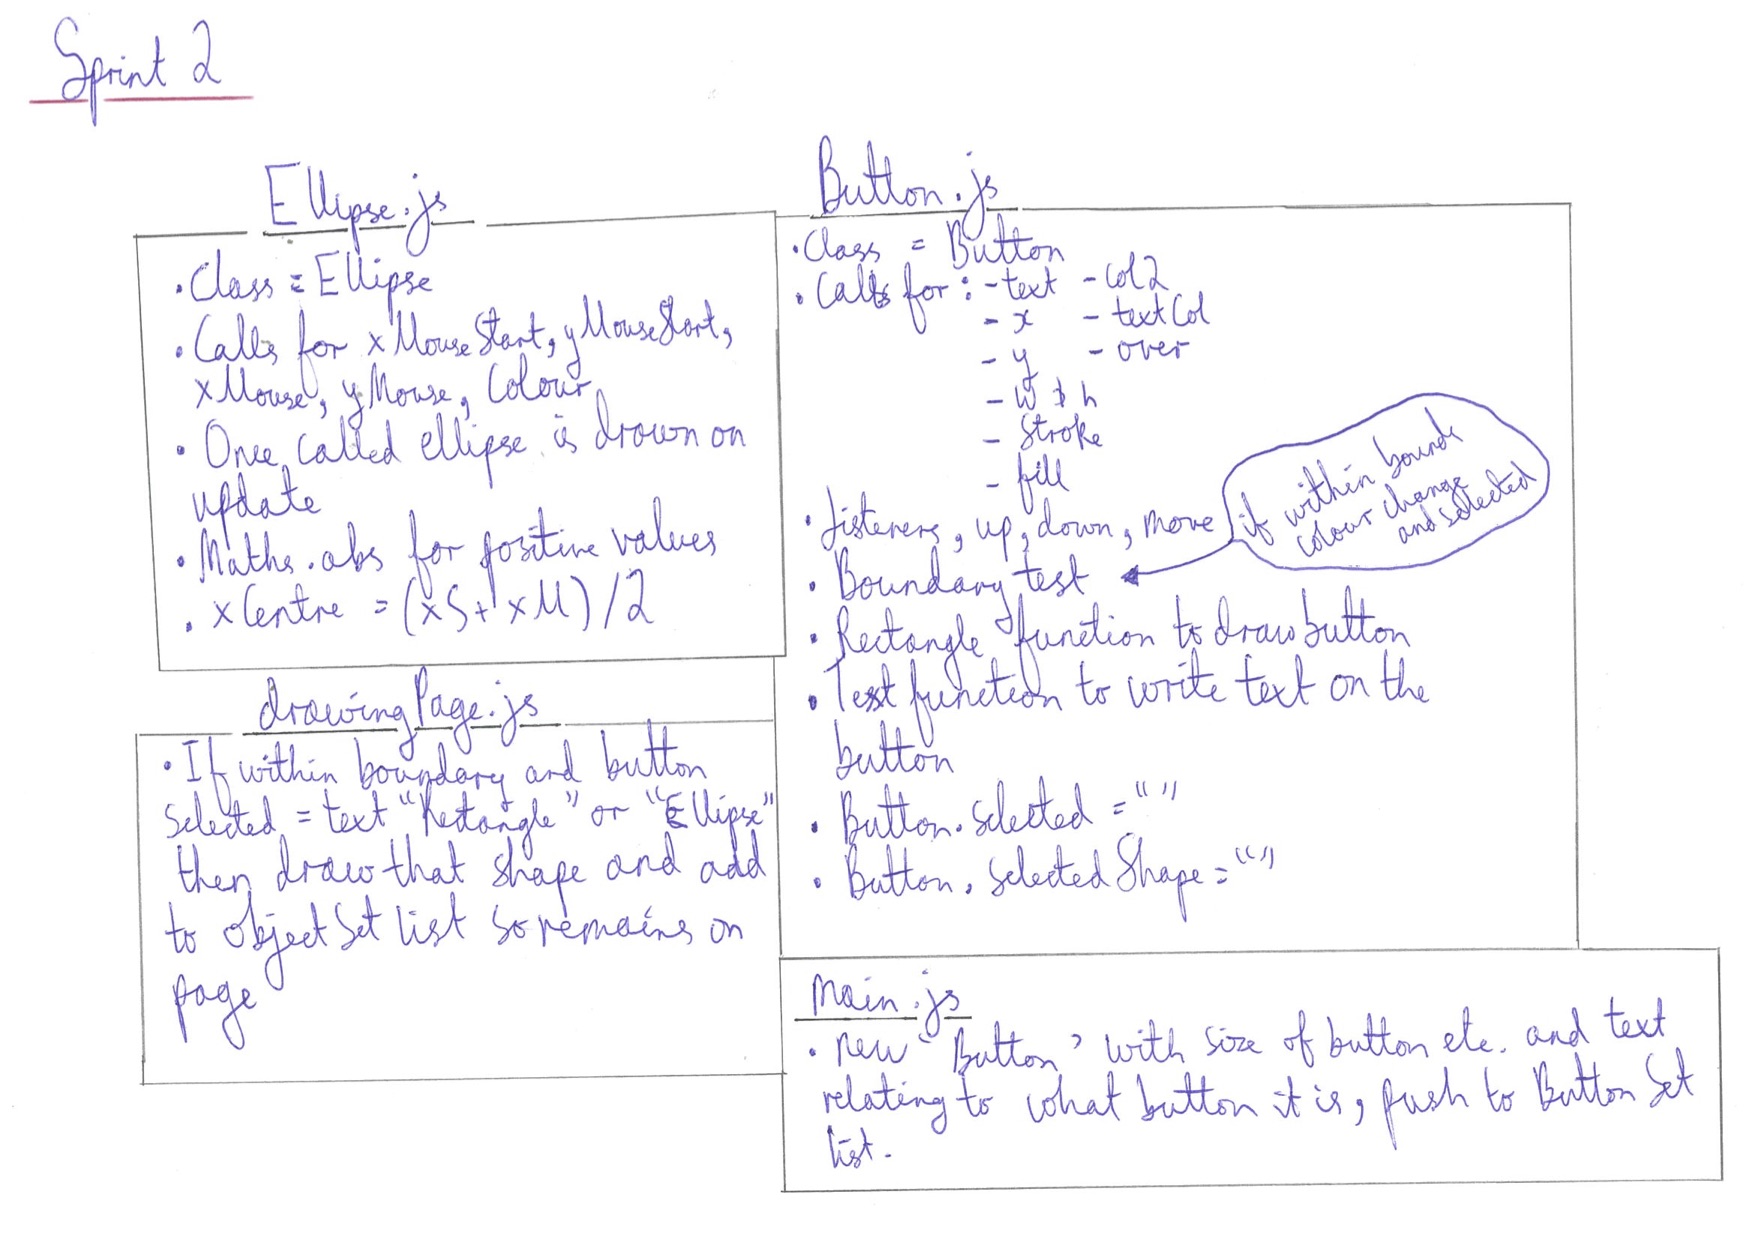 Sprint 2
Ellipse.js
• Class = Ellipse
• Calls for xMouseStart, yMouseStart,
xMouse, yMouse, Colour
• Once called ellipse is drawn on
update
• Maths.abs for positive values
• xCentre = (xS + xM)/2
drawingPage.js
• If within boundary and button
selected = text "Rectangle" or "Ellipse"
then draw that shape and add
to objectSet list so remains on
page
Button.js
• Class = Button
• Calls for : - text - col2
- x - textCol
- y - over
- w & h
- Stroke
- fill
• Listeners, up, down, move
• Boundary test
if within bounds
colour change
and selected
• Rectangle function to draw button
• Text function to write text on the
button
• Button.selected = " "
• Button.selectedShape = " "
Main.js
• new 'Button' with size of button etc. and text
relating to what button it is, push to Button Set
list.